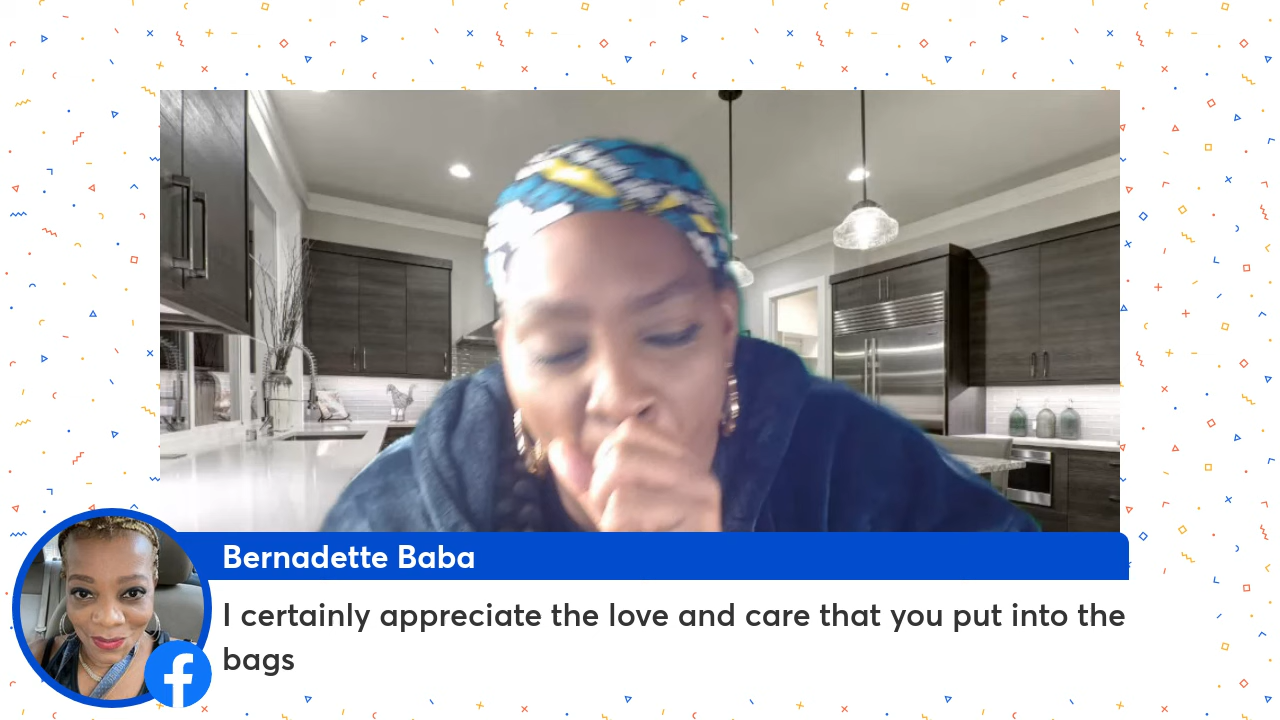 Bernadette Baba
I certainly appreciate the love and care that you put into the
bags